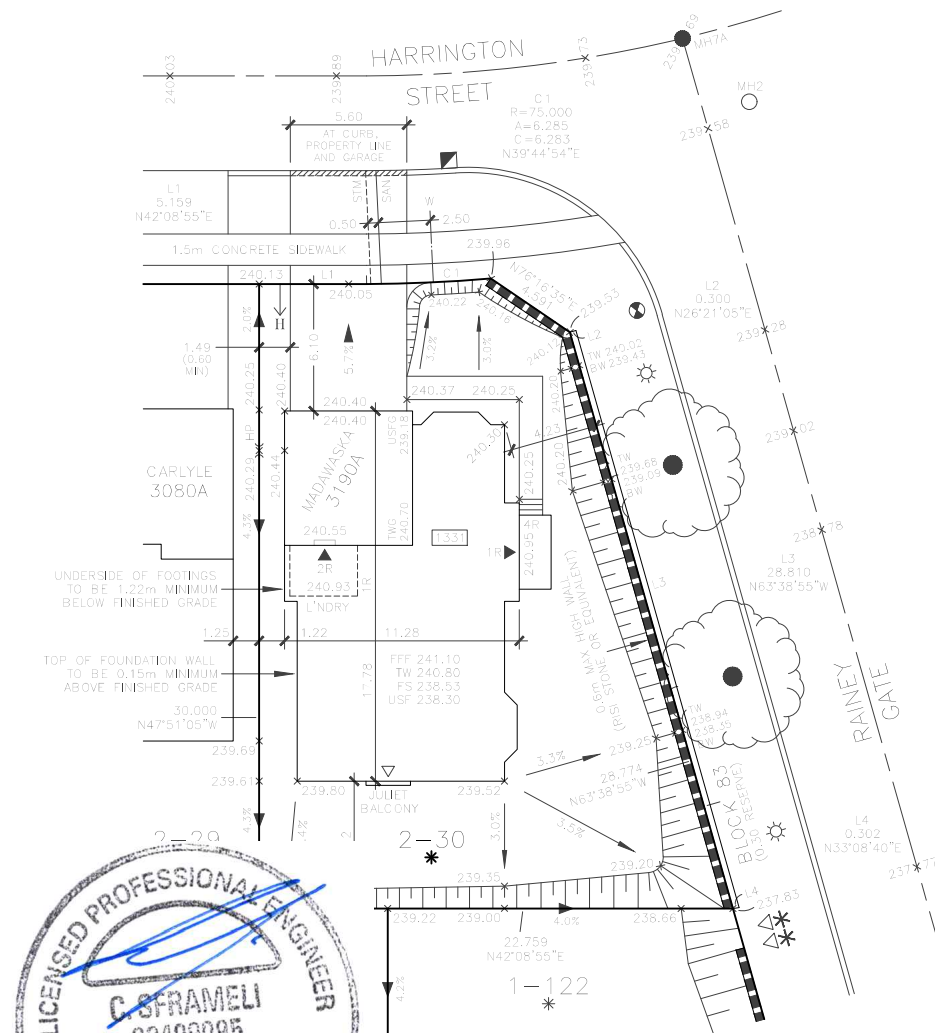 HARRINGTON
STREET
240.03
239.89
239.73
239.69
MH7A
MH2
C1
R=75.000
A=6.285
C=6.283
N39°44'54"E
239.58
5.60
AT CURB,
PROPERTY LINE
AND GARAGE
L1
5.159
N42°08'55"E
STM
SAN
W
0.50
2.50
1.5m CONCRETE SIDEWALK
239.96
240.13
L1
240.05
C1
N76°16'35"E
4.591
239.33
L2
0.300
N26°21'05"E
H
240.22
240.16
2.0%
6.10
5.7%
3.2%
3.0%
240.12
L2
TW 240.02
BW 239.43
239.28
1.49
(0.60
MIN)
240.25
240.40
240.37
240.25
240.20
240.40
240.40
USFG
239.18
240.30
4.23
240.20
239.02
CARLYLE
3080A
HP
240.29
240.44
MADAWASKA
3190A
240.25
TW
239.68
239.09
BW
4.3%
240.55
TWG
240.70
1331
4R
240.95
1R
238.78
2R
240.93
1R
L'NDRY
UNDERSIDE OF FOOTINGS
TO BE 1.22m MINIMUM
BELOW FINISHED GRADE
(RISI STONE OR EQUIVALENT)
0.6m MAX HIGH WALL
L3
L3
28.810
N63°38'55"W
1.25
1.22
11.28
TOP OF FOUNDATION WALL
TO BE 0.15m MINIMUM
ABOVE FINISHED GRADE
17.78
FFF 241.10
TW 240.80
FS 238.53
USF 238.30
30.000
N47°51'05"W
RAINEY
GATE
TW
238.94
238.35
BW
239.69
239.25
239.61
3.3%
28.774
N63°38'55"W
239.80
JULIET
BALCONY
239.52
BLOCK 83
(0.30 RESERVE)
L4
0.302
N33°08'40"E
4.3%
.4%
2
3.0%
3.5%
2-29
2-30
239.35
239.20
237.77
L4
237.83
239.22
239.00
4.0%
238.66
22.759
N42°08'55"E
4.2%
1-122
LICENSED PROFESSIONAL ENGINEER
C. SFRAMELI